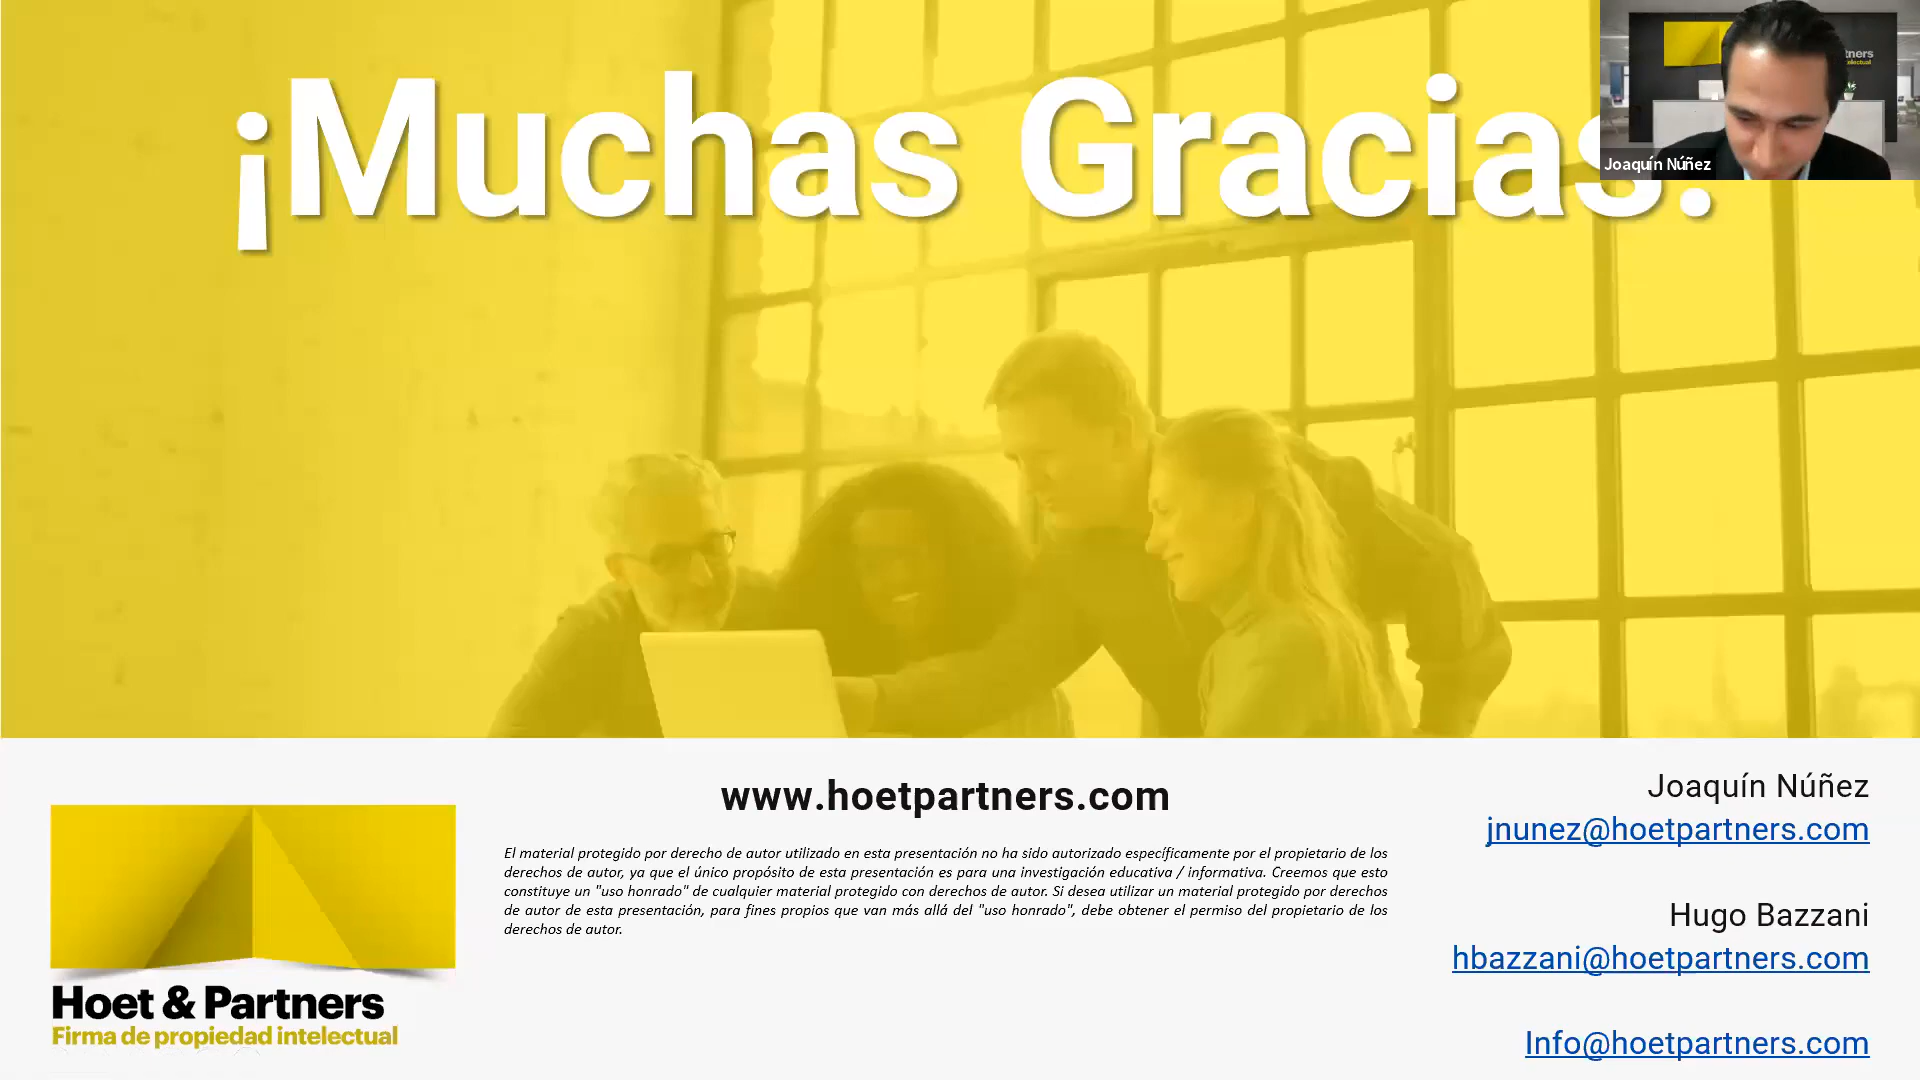 ¡Muchas Gracias!
tners
Joaquín Núñez
www.hoetpartners.com
El material protegido por derecho de autor utilizado en esta presentación no ha sido autorizado específicamente por el propietario de los
derechos de autor, ya que el único propósito de esta presentación es para una investigación educativa / informativa. Creemos que esto
constituye un "uso honrado" de cualquier material protegido con derechos de autor. Si desea utilizar un material protegido por derechos
de autor de esta presentación, para fines propios que van más allá del "uso honrado", debe obtener el permiso del propietario de los
derechos de autor.
Hoet & Partners
Firma de propiedad intelectual
Joaquín Núñez
jnunez@hoetpartners.com
Hugo Bazzani
hbazzani@hoetpartners.com
Info@hoetpartners.com